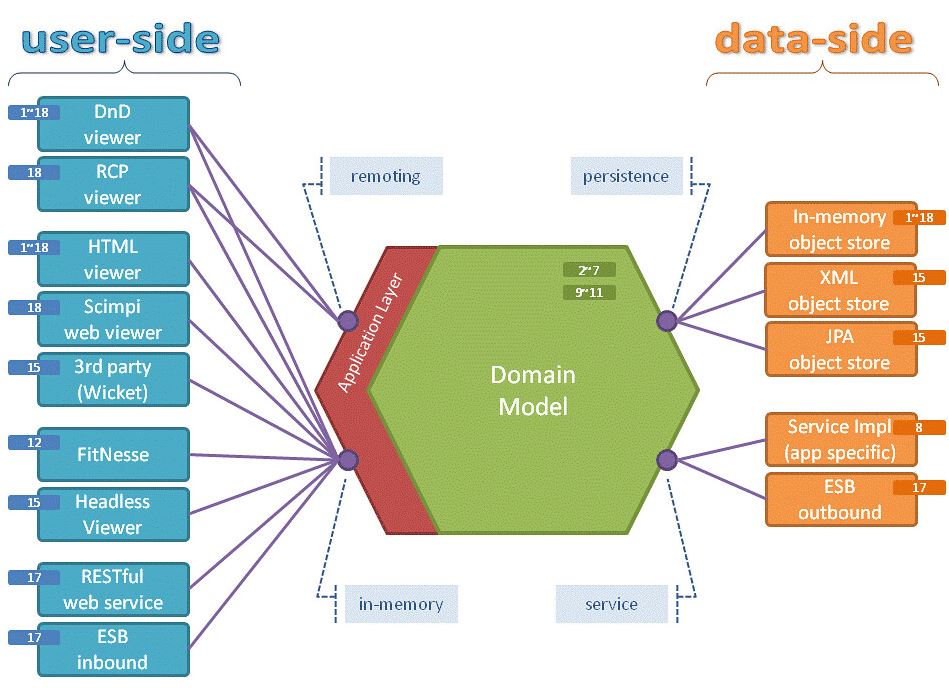 user-side
data-side
1~18
DnD
viewer
18
RCP
viewer
1~18
HTML
viewer
18
Scimpi
web viewer
15
3rd party
(Wicket)
12
FitNesse
15
Headless
Viewer
17
RESTful
web service
17
ESB
inbound
remoting
persistence
Application Layer
2~7
9~11
Domain
Model
in-memory
service
In-memory
object store
1~18
XML
object store
15
JPA
object store
15
Service Impl
(app specific)
8
ESB
outbound
17